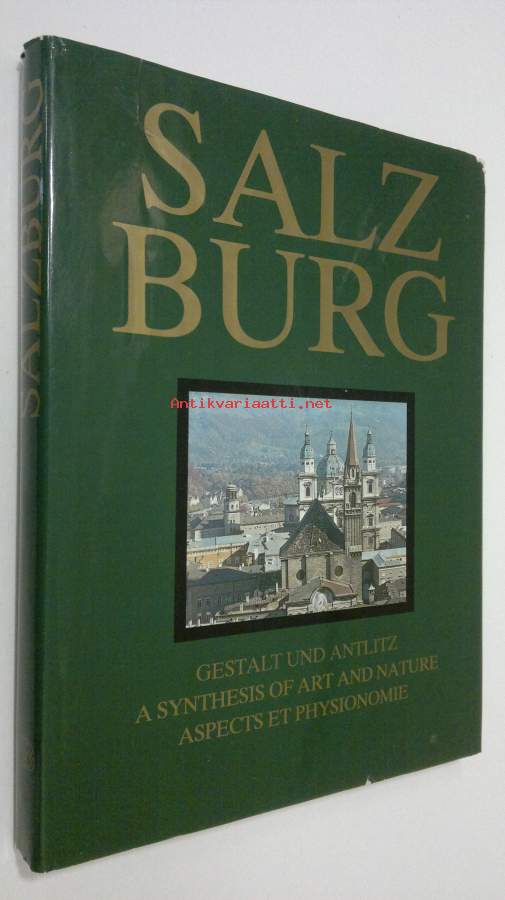 SALZBURG
SALZ
BURG
Antikvariaatti.net
GESTALT UND ANTLITZ
A SYNTHESIS OF ART AND NATURE
ASPECTS ET PHYSIONOMIE